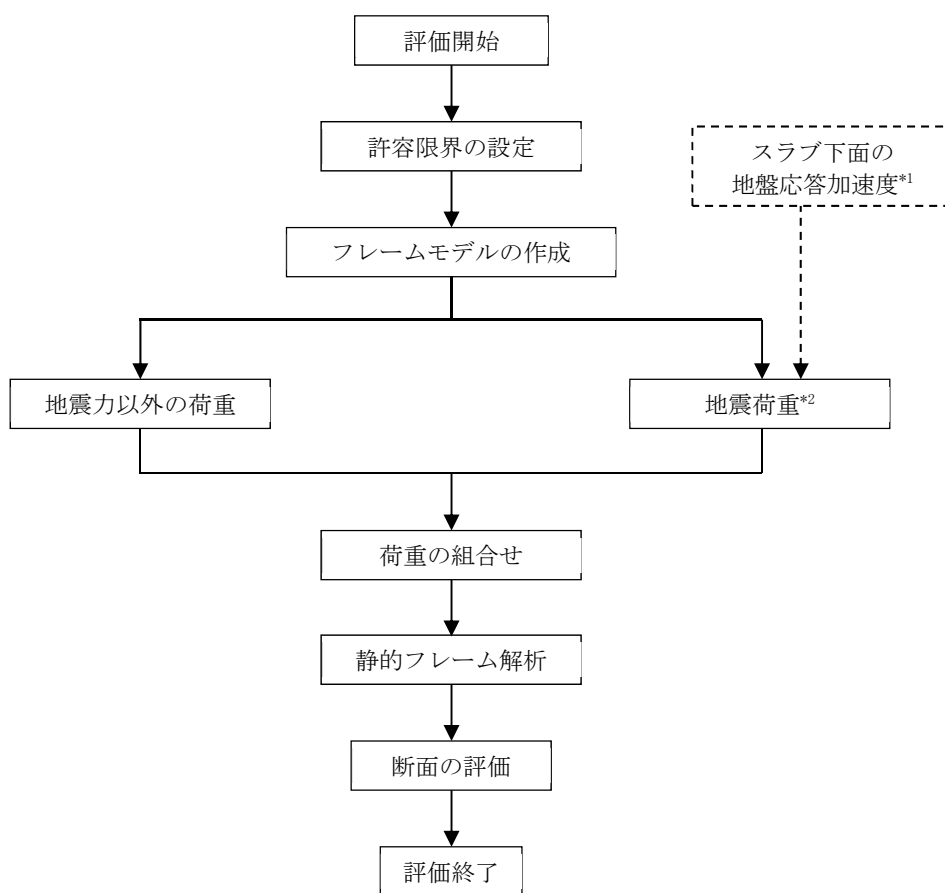 評価開始
許容限界の設定
スラブ下面の
地盤応答加速度*1
フレームモデルの作成
地震力以外の荷重
地震荷重*2
荷重の組合せ
静的フレーム解析
断面の評価
評価終了